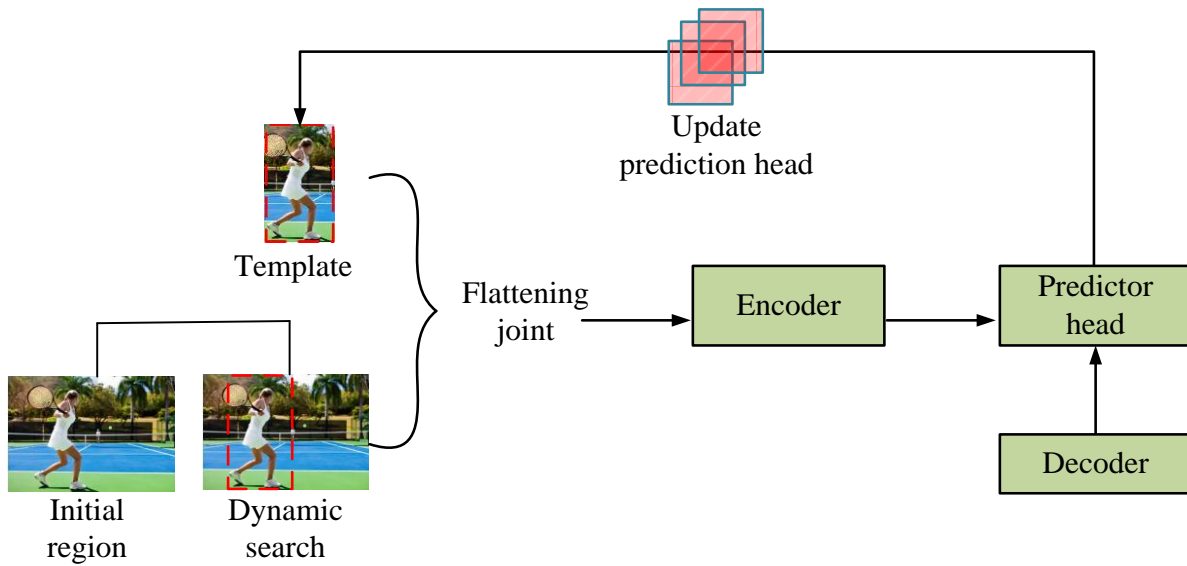 Update
prediction head
Template
Flattening
joint
Encoder
Predictor
head
Decoder
Initial
region
Dynamic
search